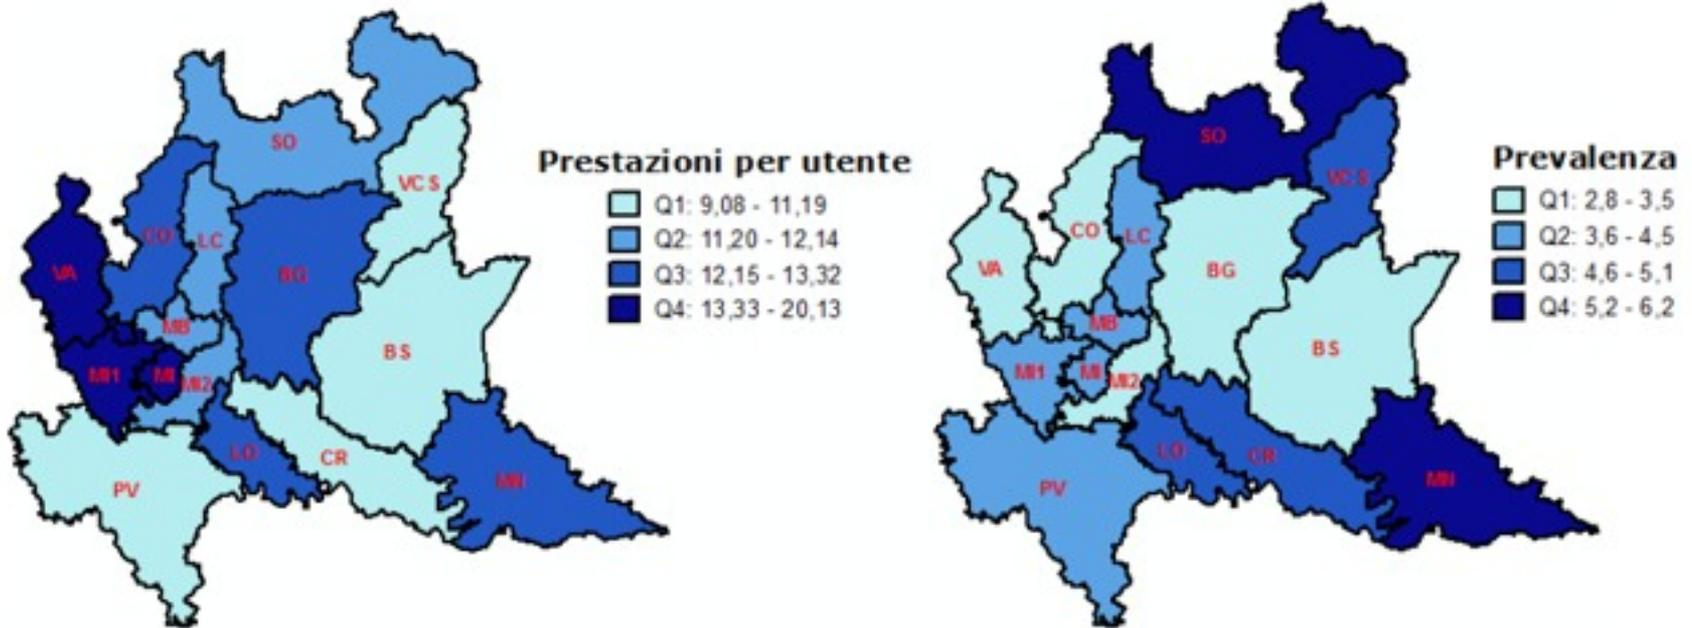 SO
VC S
CO
LC
VA
BG
MB
BS
MI1
MI
MI2
LO
CR
PV
MN
Prestazioni per utente
Q1: 9,08 - 11,19
Q2: 11,20 - 12,14
Q3: 12,15 - 13,32
Q4: 13,33 - 20,13
SO
VC S
CO
LC
VA
BG
MB
BS
MI1
MI
MI2
LO
CR
PV
MN
Prevalenza
Q1: 2,8 - 3,5
Q2: 3,6 - 4,5
Q3: 4,6 - 5,1
Q4: 5,2 - 6,2